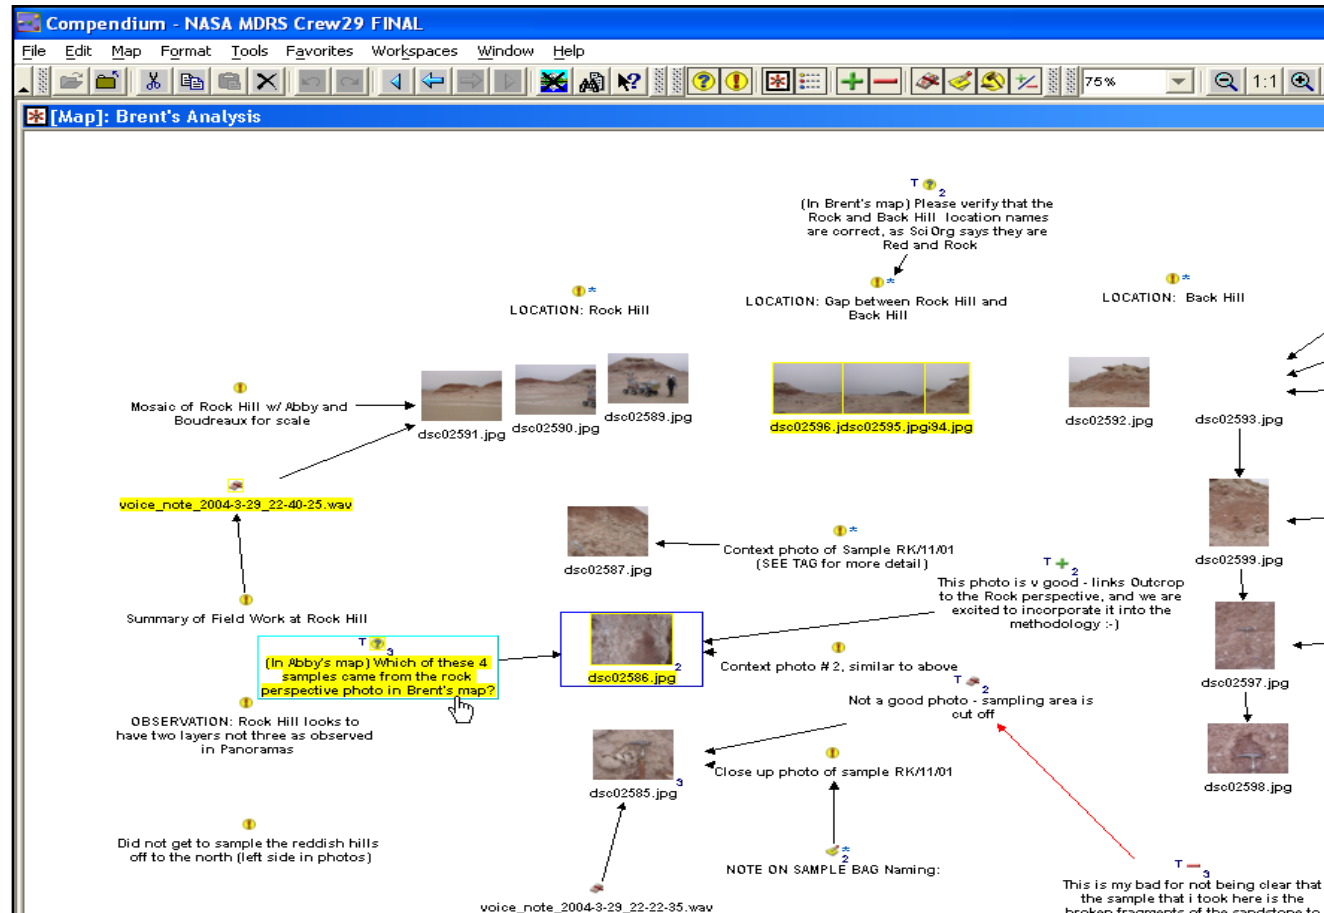 Compendium - NASA MDRS Crew29 FINAL
File Edit Map Format Tools Favorites Workspaces Window Help
75%
1:1
[Map]: Brent's Analysis
T
2
(In Brent's map) Please verify that the
Rock and Back Hill location names
are correct, as SciOrg says they are
Red and Rock
*
LOCATION: Rock Hill
*
LOCATION: Gap between Rock Hill and
Back Hill
*
LOCATION: Back Hill
Mosaic of Rock Hill w/ Abby and
Boudreaux for scale
dsc02591.jpg
dsc02590.jpg
dsc02589.jpg
dsc02596.jdsc02595.jpgi94.jpg
dsc02592.jpg
dsc02593.jpg
voice_note_2004-3-29_22-40-25.wav
dsc02587.jpg
*
Context photo of Sample RK/11/01
(SEE TAG for more detail)
dsc02599.jpg
T
2
This photo is v good - links Outcrop
to the Rock perspective, and we are
excited to incorporate it into the
methodology :-)
Summary of Field Work at Rock Hill
T
3
(In Abby's map) Which of these 4
samples came from the rock
perspective photo in Brent's map?
2
dsc02586.jpg
Context photo # 2, similar to above
T
2
Not a good photo - sampling area is
cut off
dsc02597.jpg
OBSERVATION: Rock Hill looks to
have two layers not three as observed
in Panoramas
3
dsc02585.jpg
Close up photo of sample RK/11/01
dsc02598.jpg
Did not get to sample the reddish hills
off to the north (left side in photos)
*
2
NOTE ON SAMPLE BAG Naming:
voice_note_2004-3-29_22-22-35.wav
T
3
This is my bad for not being clear that
the sample that i took here is the
broken fragments of the sandstone to